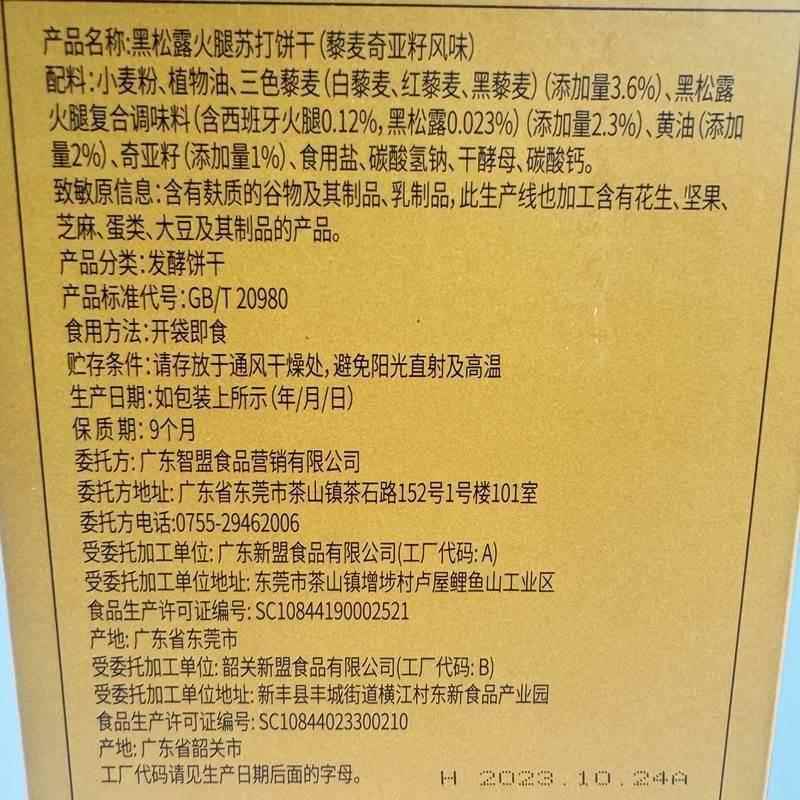 产品名称:黑松露火腿苏打饼干(藜麦奇亚籽风味)
配料:小麦粉、植物油、三色藜麦(白藜麦、红藜麦、黑藜麦)(添加量3.6%)、黑松露
火腿复合调味料(含西班牙火腿0.12%,黑松露0.023%)(添加量2.3%)、黄油(添加
量2%)、奇亚籽(添加量1%)、食用盐、碳酸氢钠、干酵母、碳酸钙。
致敏原信息:含有麸质的谷物及其制品、乳制品,此生产线也加工含有花生、坚果、
芝麻、蛋类、大豆及其制品的产品。
产品分类:发酵饼干
产品标准代号:GB/T 20980
食用方法:开袋即食
贮存条件:请存放于通风干燥处,避免阳光直射及高温
生产日期:如包装上所示(年/月/日)
保质期:9个月
委托方:广东智盟食品营销有限公司
委托方地址:广东省东莞市茶山镇茶石路152号1号楼101室
委托方电话:0755-29462006
受委托加工单位:广东新盟食品有限公司(工厂代码:A)
受委托加工单位地址:东莞市茶山镇增埗村卢屋鲤鱼山工业区
食品生产许可证编号:SC10844190002521
产地:广东省东莞市
受委托加工单位:韶关新盟食品有限公司(工厂代码:B)
受委托加工单位地址:新丰县丰城街道横江村东新食品产业园
食品生产许可证编号:SC10844023300210
产地:广东省韶关市
工厂代码请见生产日期后面的字母。
H 2023.10.24A